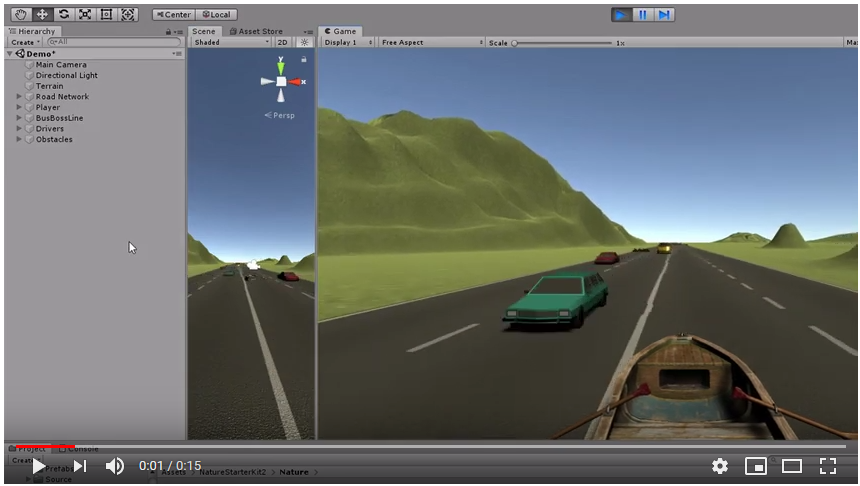 Center Local
Hierarchy
Create All
Demo*
Main Camera
Directional Light
Terrain
Road Network
Player
BusBossLine
Drivers
Obstacles
Scene Asset Store
Shaded 2D
y
x
Persp
Game
Display 1 Free Aspect Scale 1x Max
Project Console
Creat
Prefabs
Source
Assets NatureStarterKit2 Nature
0:01 / 0:15